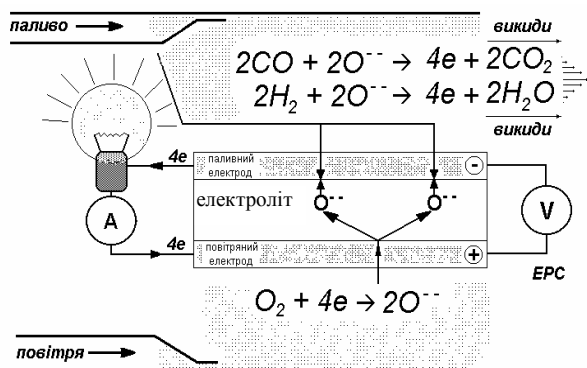 паливо
викиди
2CO + 2O⁻⁻ → 4e + 2CO₂
2H₂ + 2O⁻⁻ → 4e + 2H₂O
викиди
4e
паливний
електрод
-
електроліт
O⁻⁻
O⁻⁻
A
V
4e
повітряний
електрод
+
ЕРС
O₂ + 4e → 2O⁻⁻
повітря